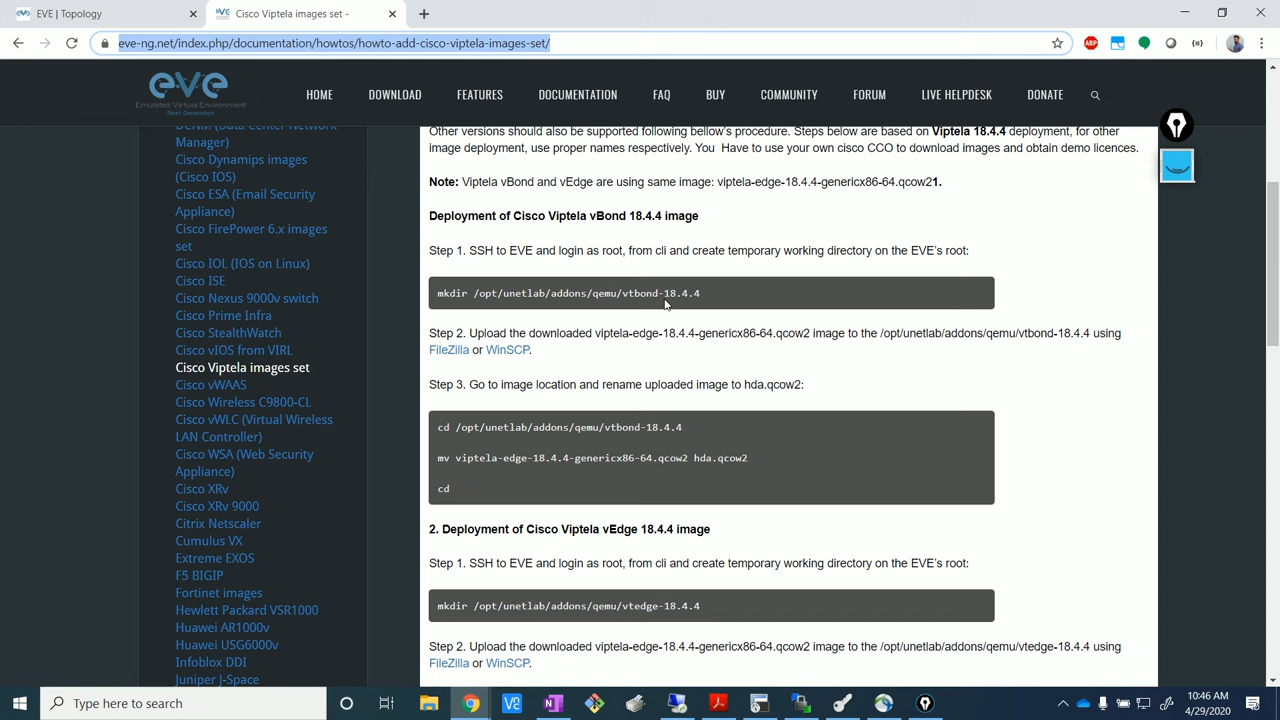 EVE | Topology
Cisco Viptela images set -
eve-ng.net/index.php/documentation/howtos/howto-add-cisco-viptela-images-set/
ABP
eve
Emulated Virtual Environment
Next Generation
HOME
DOWNLOAD
FEATURES
DOCUMENTATION
FAQ
BUY
COMMUNITY
FORUM
LIVE HELPDESK
DONATE
DCNM (Data Center Network
Manager)
Cisco Dynamips images
(Cisco IOS)
Cisco ESA (Email Security
Appliance)
Cisco FirePower 6.x images
set
Cisco IOL (IOS on Linux)
Cisco ISE
Cisco Nexus 9000v switch
Cisco Prime Infra
Cisco StealthWatch
Cisco vIOS from VIRL
Cisco Viptela images set
Cisco vWAAS
Cisco Wireless C9800-CL
Cisco vWLC (Virtual Wireless
LAN Controller)
Cisco WSA (Web Security
Appliance)
Cisco XRv
Cisco XRv 9000
Citrix Netscaler
Cumulus VX
Extreme EXOS
F5 BIGIP
Fortinet images
Hewlett Packard VSR1000
Huawei AR1000v
Huawei USG6000v
Infoblox DDI
Juniper J-Space
Other versions should also be supported following bellow's procedure. Steps below are based on Viptela 18.4.4 deployment, for other
image deployment, use proper names respectively. You Have to use your own cisco CCO to download images and obtain demo licences.
Note: Viptela vBond and vEdge are using same image: viptela-edge-18.4.4-genericx86-64.qcow21.
Deployment of Cisco Viptela vBond 18.4.4 image
Step 1. SSH to EVE and login as root, from cli and create temporary working directory on the EVE's root:
mkdir /opt/unetlab/addons/qemu/vtbond-18.4.4
Step 2. Upload the downloaded viptela-edge-18.4.4-genericx86-64.qcow2 image to the /opt/unetlab/addons/qemu/vtbond-18.4.4 using
FileZilla or WinSCP.
Step 3. Go to image location and rename uploaded image to hda.qcow2:
cd /opt/unetlab/addons/qemu/vtbond-18.4.4
mv viptela-edge-18.4.4-genericx86-64.qcow2 hda.qcow2
cd
2. Deployment of Cisco Viptela vEdge 18.4.4 image
Step 1. SSH to EVE and login as root, from cli and create temporary working directory on the EVE's root:
mkdir /opt/unetlab/addons/qemu/vtedge-18.4.4
Step 2. Upload the downloaded viptela-edge-18.4.4-genericx86-64.qcow2 image to the /opt/unetlab/addons/qemu/vtedge-18.4.4 using
FileZilla or WinSCP.
Type here to search
10:46 AM
4/29/2020